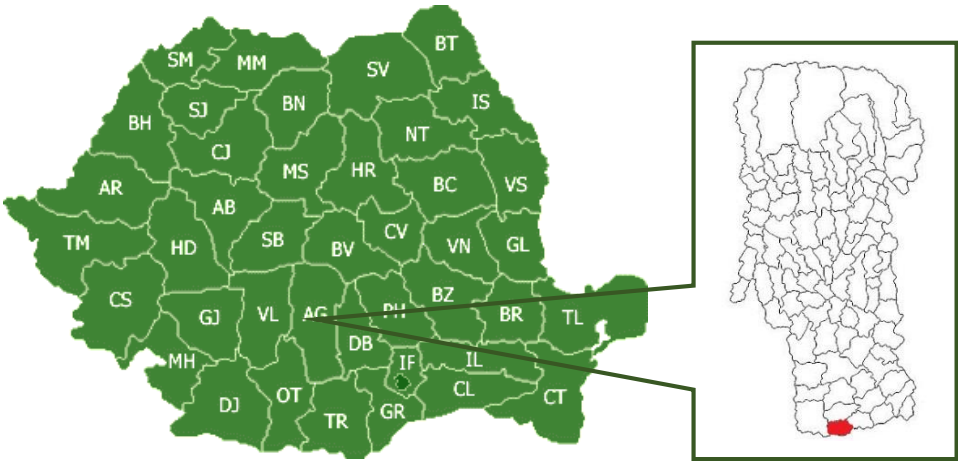 BT
SM
MM
SV
SJ
BN
IS
BH
NT
CJ
MS
HR
BC
VS
AR
AB
TM
HD
SB
BV
CV
VN
GL
CS
GJ
VL
AG
PH
BZ
BR
TL
MH
DB
IF
IL
DJ
OT
TR
GR
CL
CT